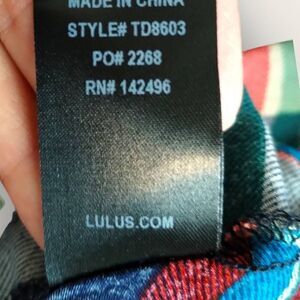 MADE IN CHINA
STYLE# TD8603
PO# 2268
RN# 142496
LULUS.COM